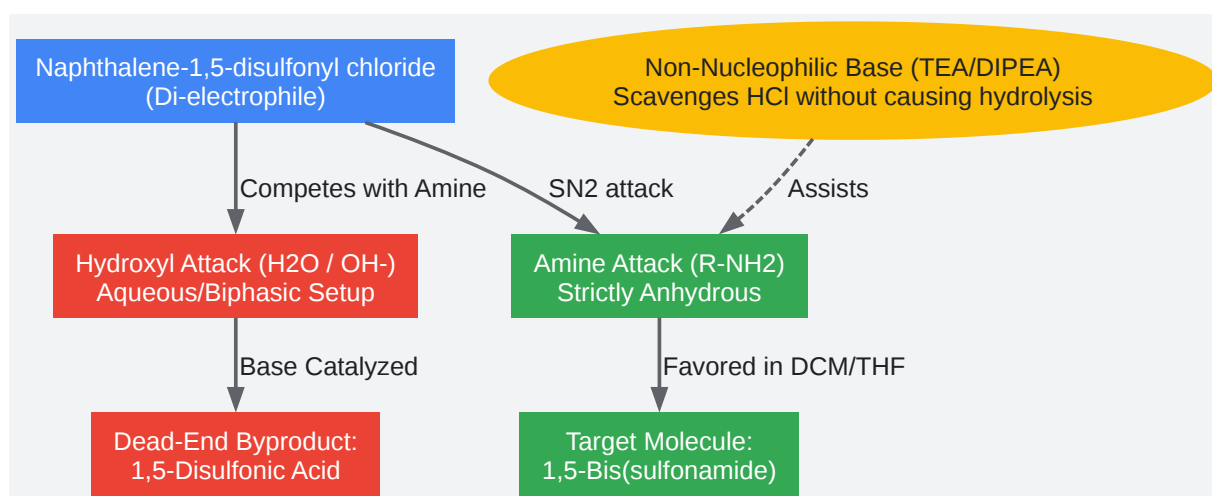 Naphthalene-1,5-disulfonyl chloride
(Di-electrophile)
Non-Nucleophilic Base (TEA/DIPEA)
Scavenges HCl without causing hydrolysis
Competes with Amine
SN2 attack
Assists
Hydroxyl Attack (H2O / OH-)
Aqueous/Biphasic Setup
Amine Attack (R-NH2)
Strictly Anhydrous
Base Catalyzed
Favored in DCM/THF
Dead-End Byproduct:
1,5-Disulfonic Acid
Target Molecule:
1,5-Bis(sulfonamide)